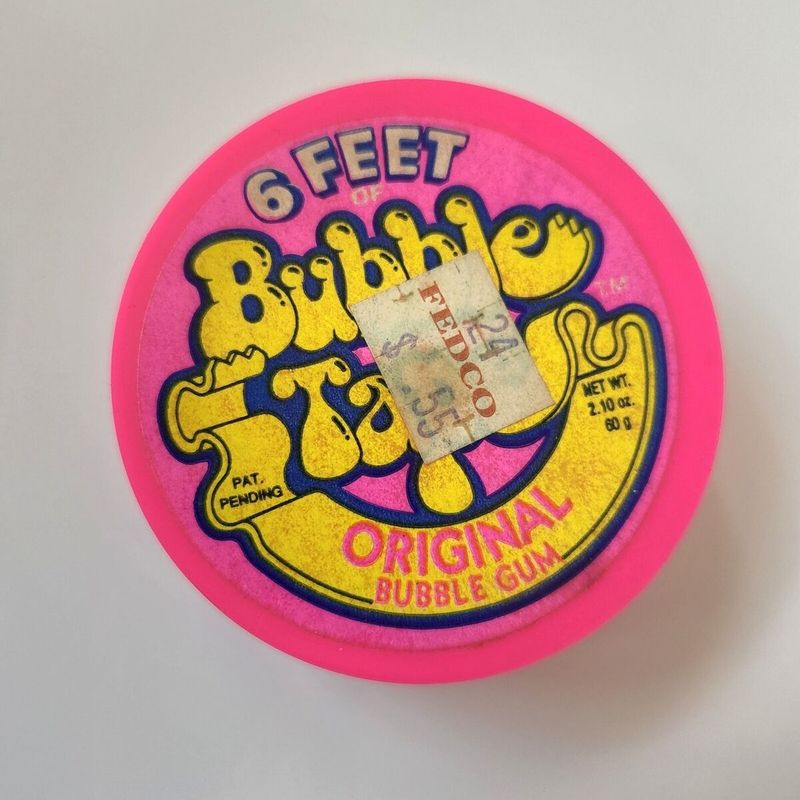 6 FEET
OF
Bubble
Tape
TM
24
FEDCO
$ .55
NET WT.
2.10 oz.
60 g
PAT.
PENDING
ORIGINAL
BUBBLE GUM